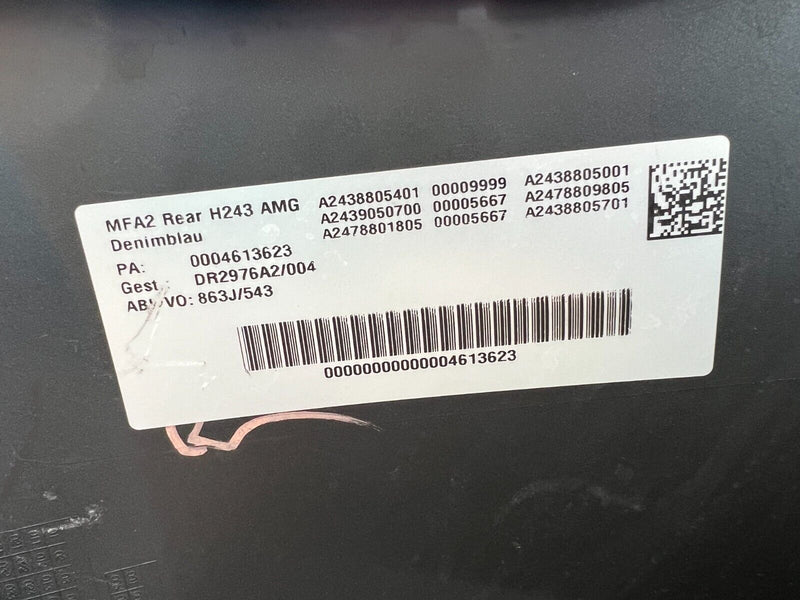 MFA2 Rear H243 AMG A2438805401 00009999 A2438805001
Denimblau A2439050700 00005667 A2478809805
A2478801805 00005667 A2438805701
PA: 0004613623
Gest.: DR2976A2/004
VO: 863J/543
00000000000004613623